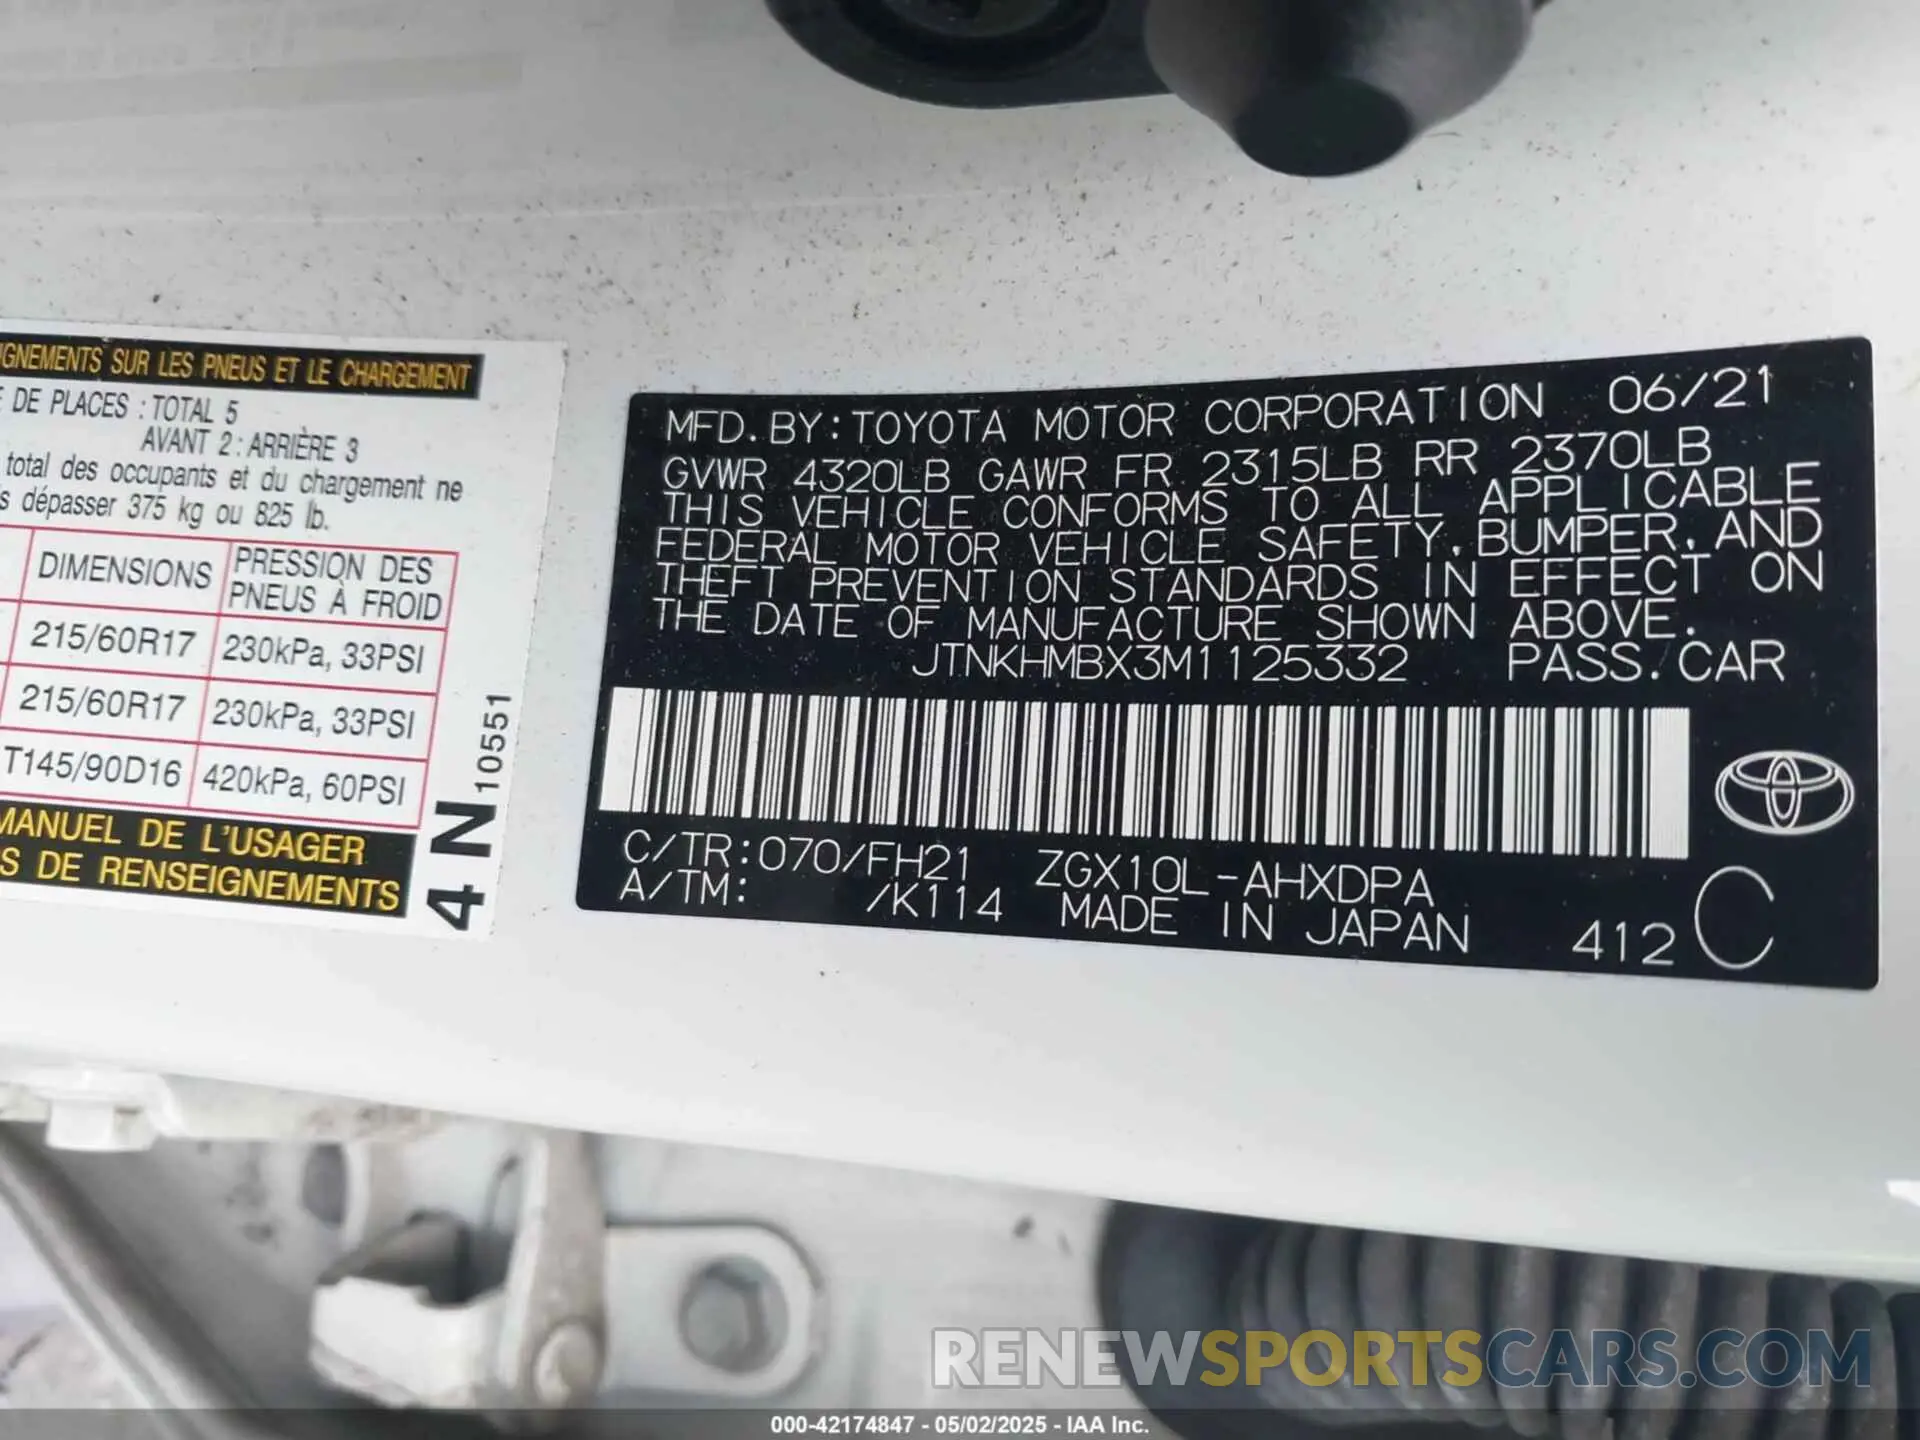 IGNEMENTS SUR LES PNEUS ET LE CHARGEMENT
E DE PLACES : TOTAL 5
AVANT 2 : ARRIÈRE 3
total des occupants et du chargement ne
s dépasser 375 kg ou 825 lb.
DIMENSIONS PRESSION DES PNEUS À FROID
215/60R17 230kPa, 33PSI
215/60R17 230kPa, 33PSI
T145/90D16 420kPa, 60PSI
MANUEL DE L'USAGER
S DE RENSEIGNEMENTS
4 N 10551
MFD. BY: TOYOTA MOTOR CORPORATION 06/21
GVWR 4320LB GAWR FR 2315LB RR 2370LB
THIS VEHICLE CONFORMS TO ALL APPLICABLE
FEDERAL MOTOR VEHICLE SAFETY, BUMPER, AND
THEFT PREVENTION STANDARDS IN EFFECT ON
THE DATE OF MANUFACTURE SHOWN ABOVE.
JTNKHMBX3M1125332 PASS. CAR
C/TR:070/FH21 ZGX10L-AHXDPA
A/TM: /K114 MADE IN JAPAN 412 C
RENEWSPORTSCARS.COM
000-42174847 - 05/02/2025 - IAA Inc.